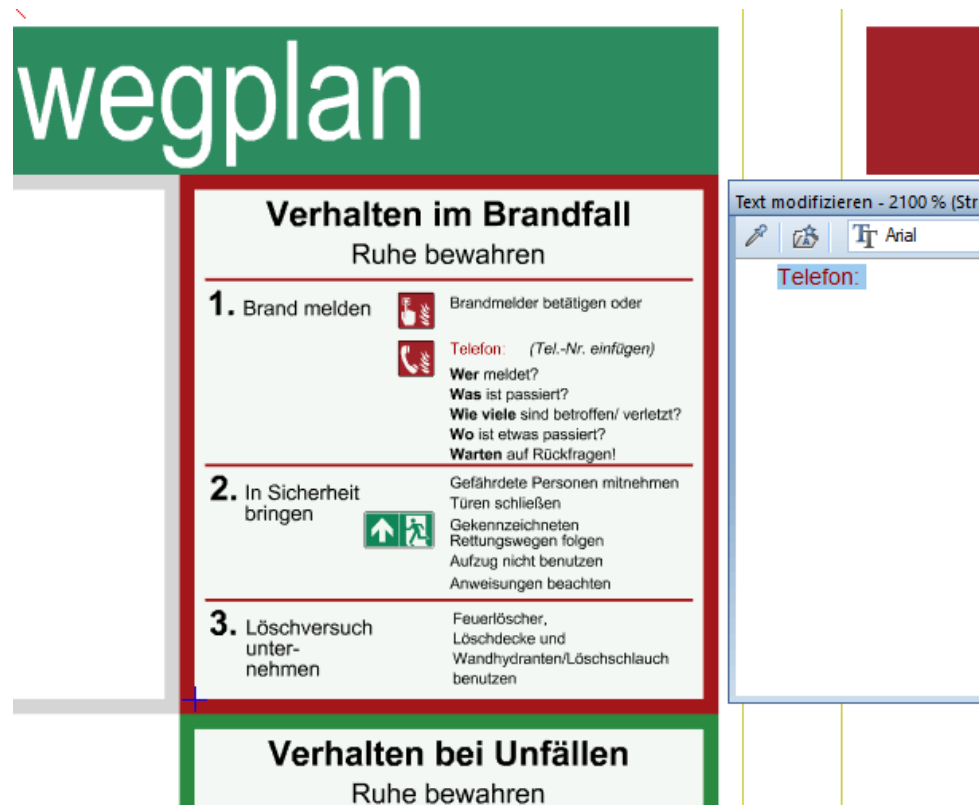 wegplan
Verhalten im Brandfall
Ruhe bewahren
1. Brand melden
Brandmelder betätigen oder
Telefon: (Tel.-Nr. einfügen)
Wer meldet?
Was ist passiert?
Wie viele sind betroffen/ verletzt?
Wo ist etwas passiert?
Warten auf Rückfragen!
2. In Sicherheit
bringen
Gefährdete Personen mitnehmen
Türen schließen
Gekennzeichneten
Rettungswegen folgen
Aufzug nicht benutzen
Anweisungen beachten
3. Löschversuch
unter-
nehmen
Feuerlöscher,
Löschdecke und
Wandhydranten/Löschschlauch
benutzen
Verhalten bei Unfällen
Ruhe bewahren
Text modifizieren - 2100 % (Str
Arial
Telefon: